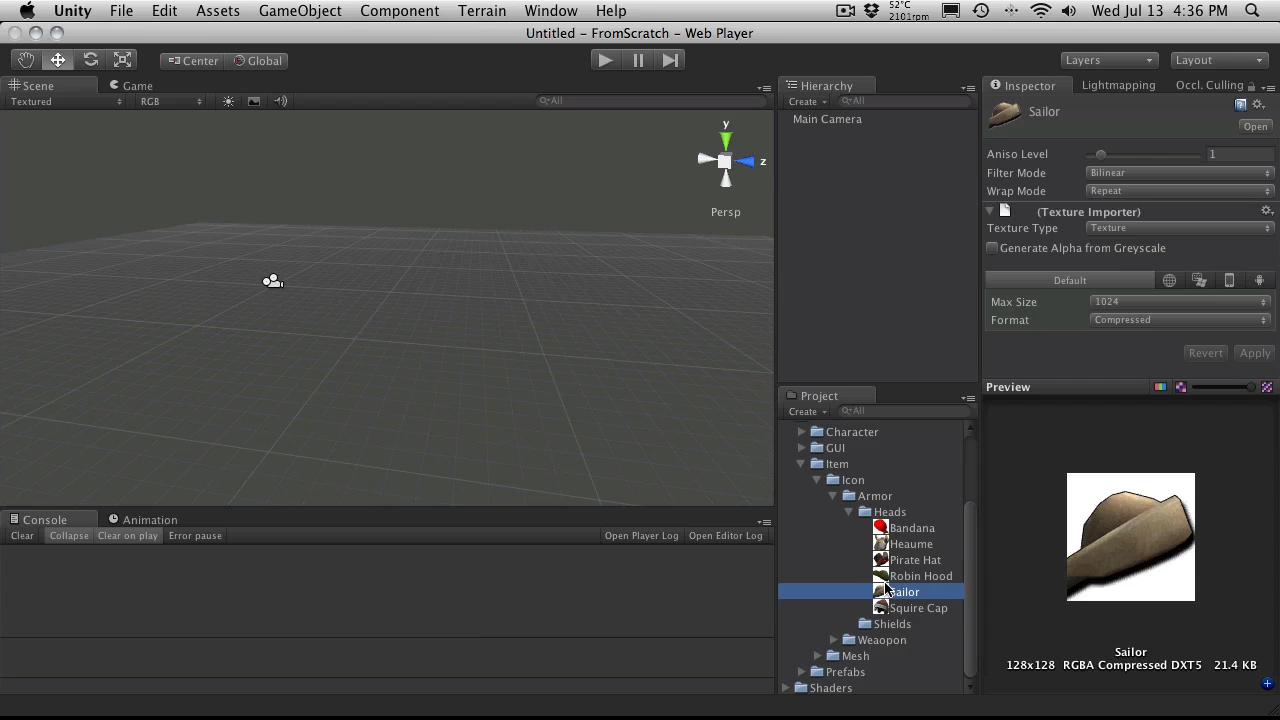 Unity File Edit Assets GameObject Component Terrain Window Help 52°C 2101rpm Wed Jul 13 4:36 PM
Untitled – FromScratch – Web Player
Center Global Layers Layout
Scene Game
Textured RGB All
y
z
Persp
Hierarchy
Create All
Main Camera
Inspector Lightmapping Occl. Culling
Sailor
Open
Aniso Level 1
Filter Mode Bilinear
Wrap Mode Repeat
(Texture Importer)
Texture Type Texture
Generate Alpha from Greyscale
Default
Max Size 1024
Format Compressed
Revert Apply
Preview
Sailor
128x128 RGBA Compressed DXT5 21.4 KB
Project
Create All
Character
GUI
Item
Icon
Armor
Heads
Bandana
Heaume
Pirate Hat
Robin Hood
Sailor
Squire Cap
Shields
Weaopon
Mesh
Prefabs
Shaders
Console Animation
Clear Collapse Clear on play Error pause Open Player Log Open Editor Log